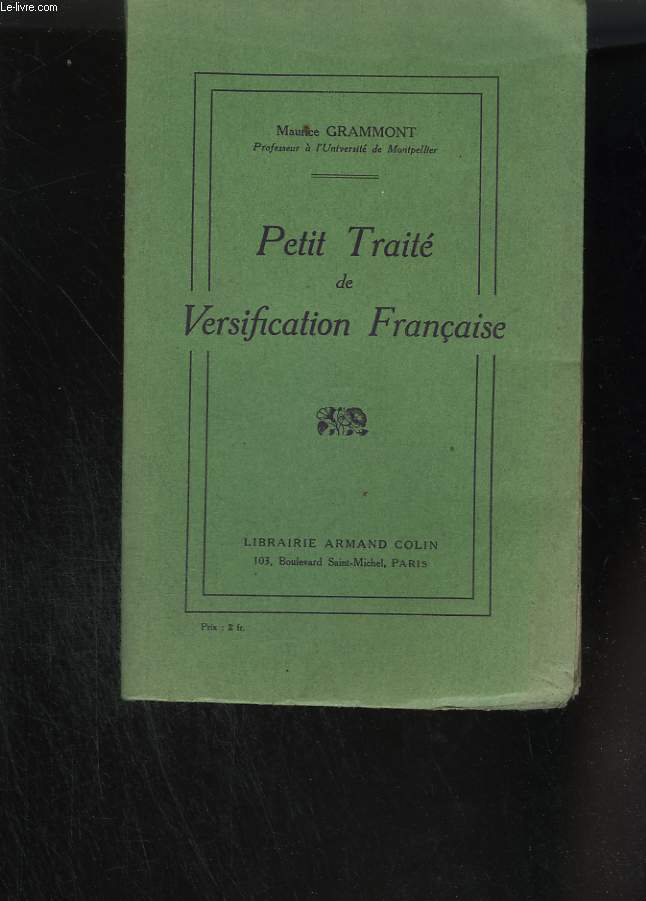 Le-livre.com
Maurice GRAMMONT
Professeur à l'Université de Montpellier
Petit Traité
de
Versification Française
LIBRAIRIE ARMAND COLIN
103, Boulevard Saint-Michel, PARIS
Prix : 2 fr.